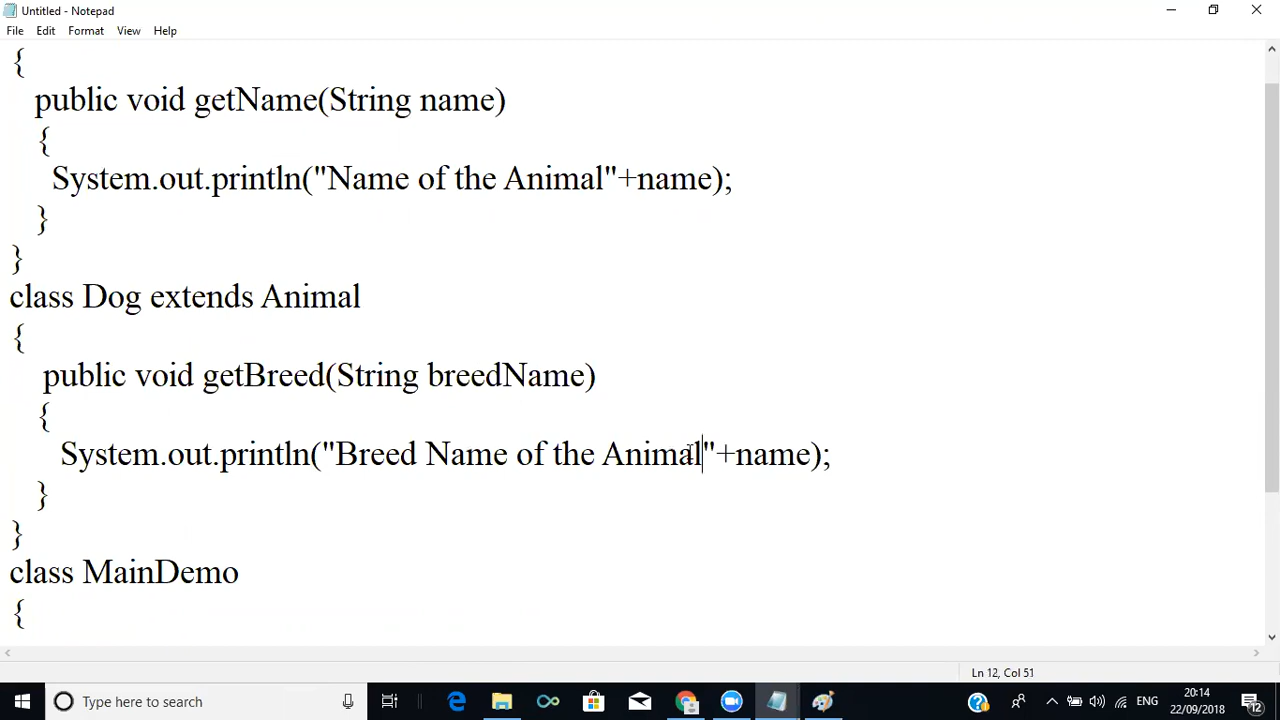 Untitled - Notepad
File Edit Format View Help
{
public void getName(String name)
{
System.out.println("Name of the Animal"+name);
}
}
class Dog extends Animal
{
public void getBreed(String breedName)
{
System.out.println("Breed Name of the Animal"+name);
}
}
class MainDemo
{
Ln 12, Col 51
Type here to search
ENG
20:14
22/09/2018
12